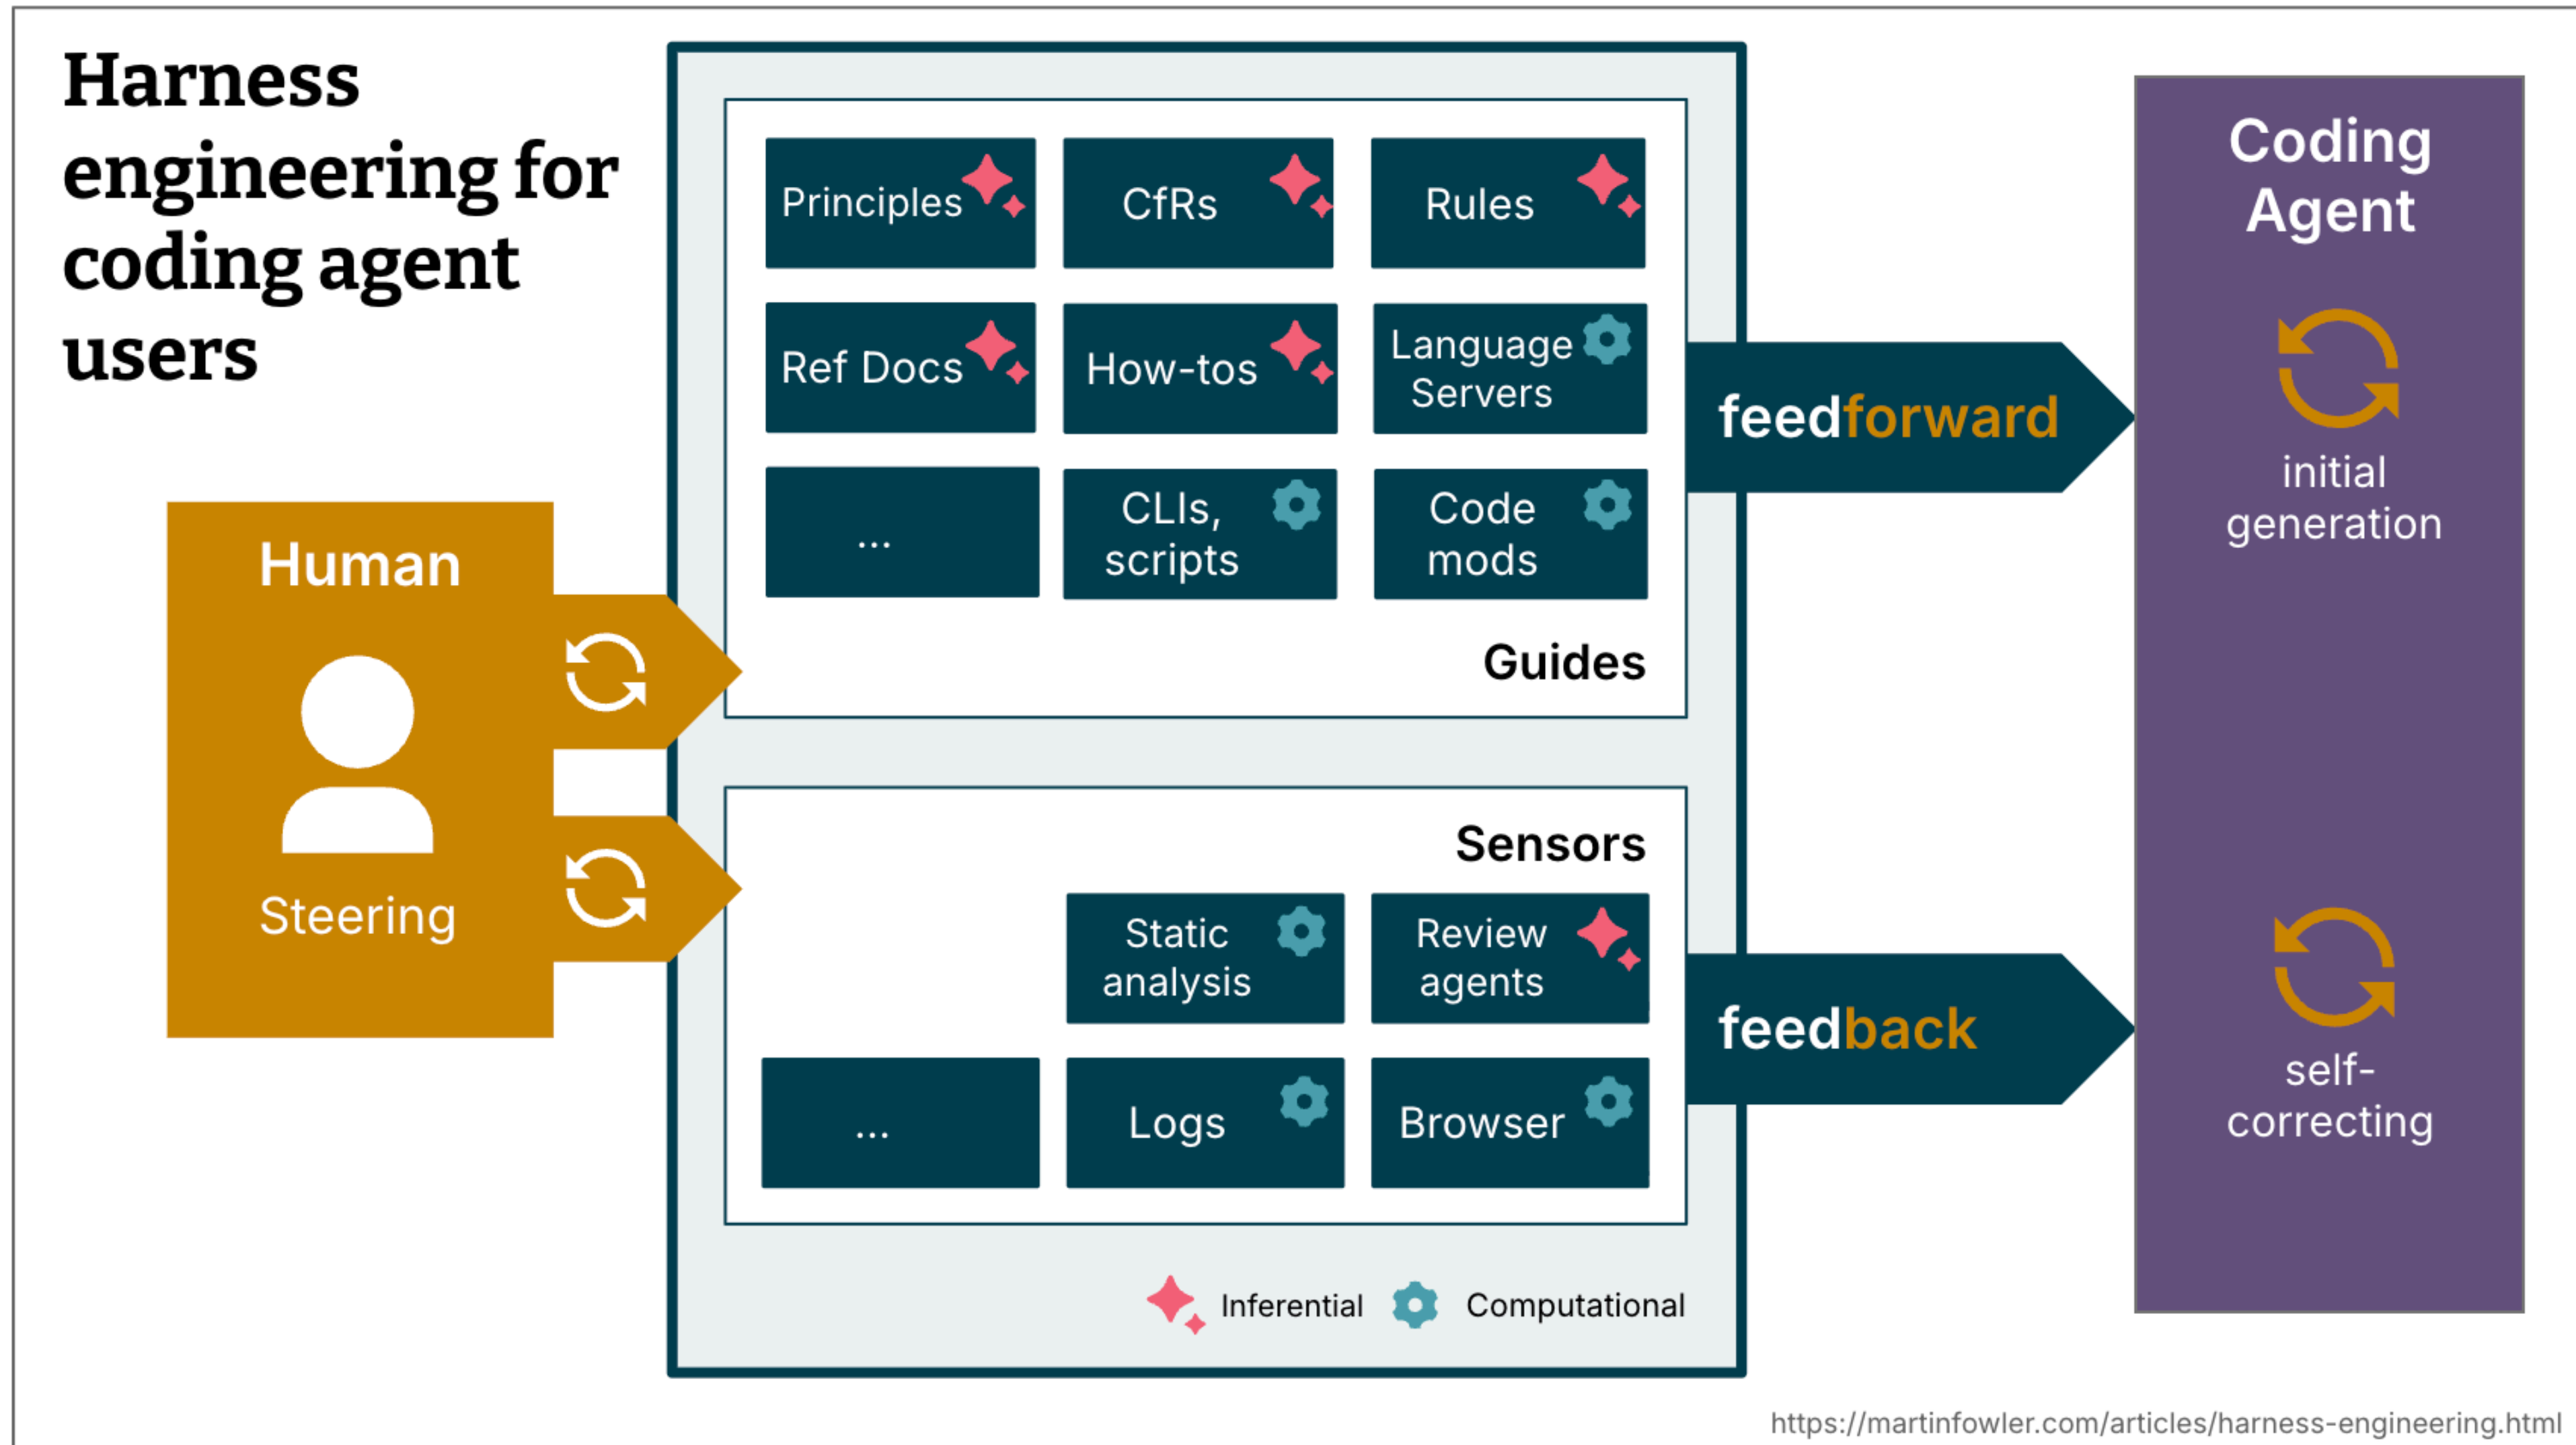 Harness
engineering for
coding agent
users
Human
Steering
Principles
CfRs
Rules
Ref Docs
How-tos
Language
Servers
...
CLIs,
scripts
Code
mods
Guides
Sensors
Static
analysis
Review
agents
...
Logs
Browser
Inferential
Computational
feedforward
feedback
Coding
Agent
initial
generation
self-
correcting
https://martinfowler.com/articles/harness-engineering.html